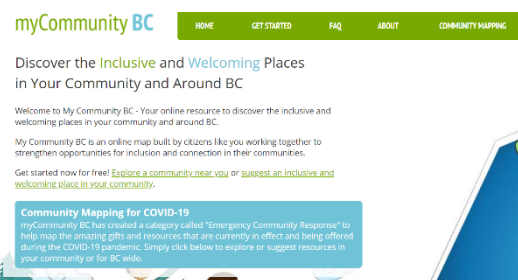 myCommunity BC
HOME GET STARTED FAQ ABOUT COMMUNITY MAPPING
Discover the Inclusive and Welcoming Places
in Your Community and Around BC
Welcome to My Community BC - Your online resource to discover the inclusive and
welcoming places in your community and around BC.
My Community BC is an online map built by citizens like you working together to
strengthen opportunities for inclusion and connection in their communities.
Get started now for free! Explore a community near you or suggest an inclusive and
welcoming place in your community.
Community Mapping for COVID-19
myCommunity BC has created a category called "Emergency Community Response" to
help map the amazing gifts and resources that are currently in effect and being offered
during the COVID-19 pandemic. Simply click below to explore or suggest resources in
your community or for BC wide.